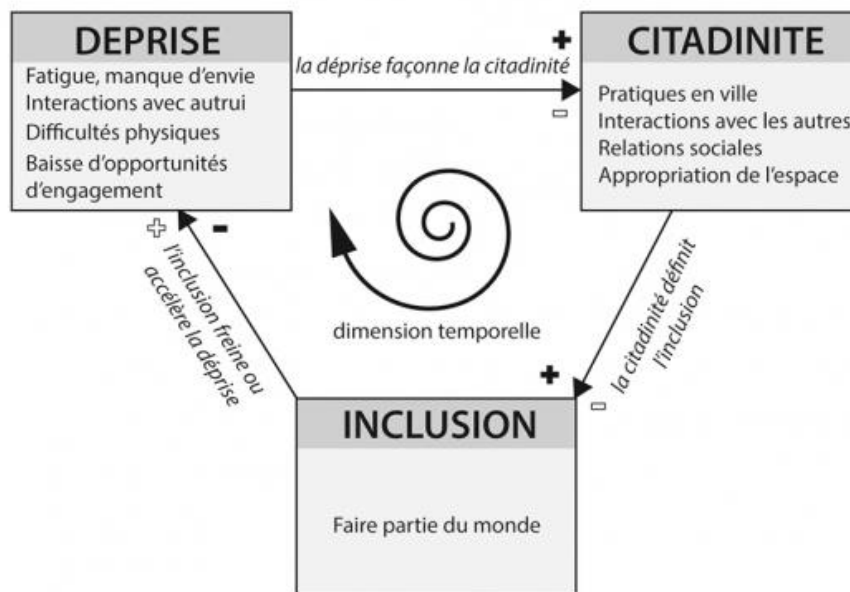 DEPRISE
Fatigue, manque d'envie
Interactions avec autrui
Difficultés physiques
Baisse d'opportunités
d'engagement
+
la déprise façonne la citadinité
-
CITADINITE
Pratiques en ville
Interactions avec les autres
Relations sociales
Appropriation de l'espace
+ -
l'inclusion freine ou
accélère la déprise
dimension temporelle
la citadinité définit
l'inclusion
+
-
INCLUSION
Faire partie du monde